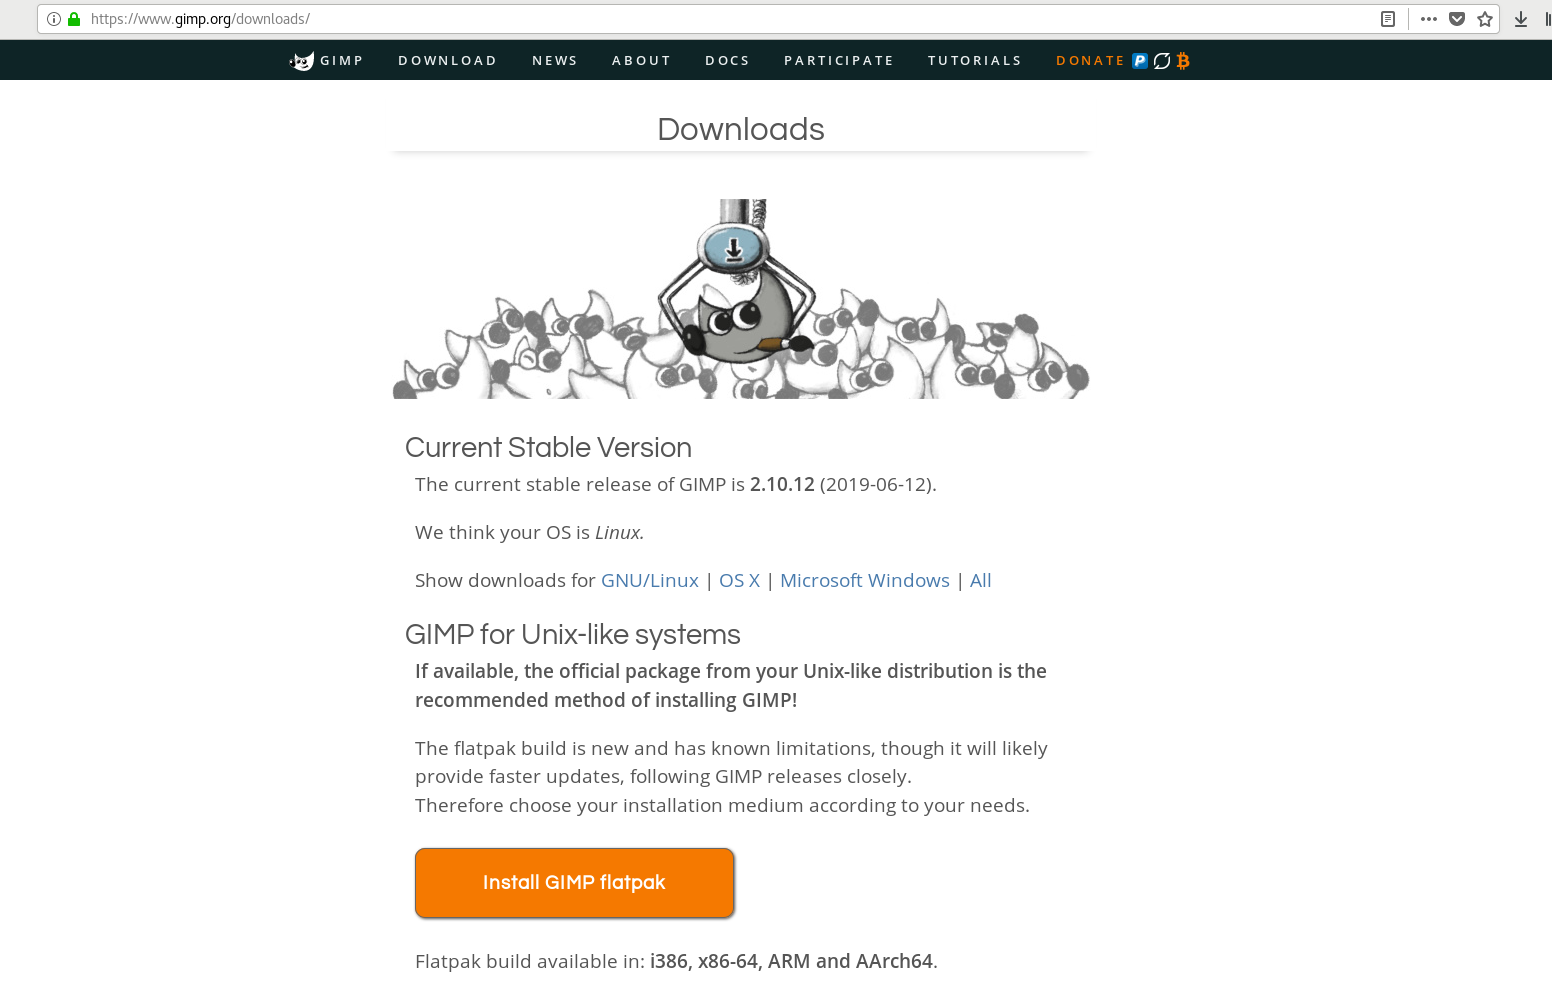 https://www.gimp.org/downloads/
GIMP DOWNLOAD NEWS ABOUT DOCS PARTICIPATE TUTORIALS DONATE
Downloads
Current Stable Version
The current stable release of GIMP is 2.10.12 (2019-06-12).
We think your OS is Linux.
Show downloads for GNU/Linux | OS X | Microsoft Windows | All
GIMP for Unix-like systems
If available, the official package from your Unix-like distribution is the
recommended method of installing GIMP!
The flatpak build is new and has known limitations, though it will likely
provide faster updates, following GIMP releases closely.
Therefore choose your installation medium according to your needs.
Install GIMP flatpak
Flatpak build available in: i386, x86-64, ARM and AArch64.